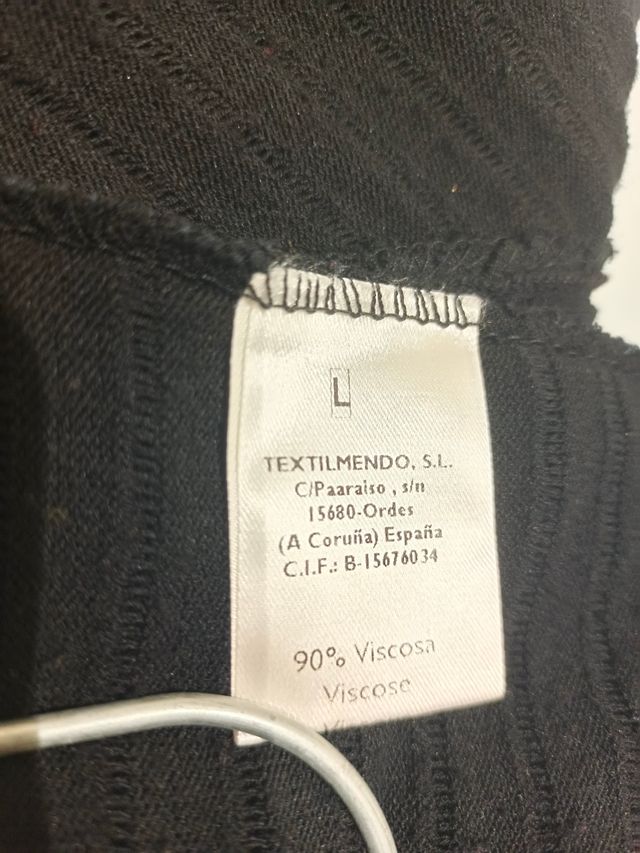 L
TEXTILMENDO, S.L.
C/Paaraiso , s/n
15680-Ordes
(A Coruña) España
C.I.F.: B-15676034
90% Viscosa
Viscose